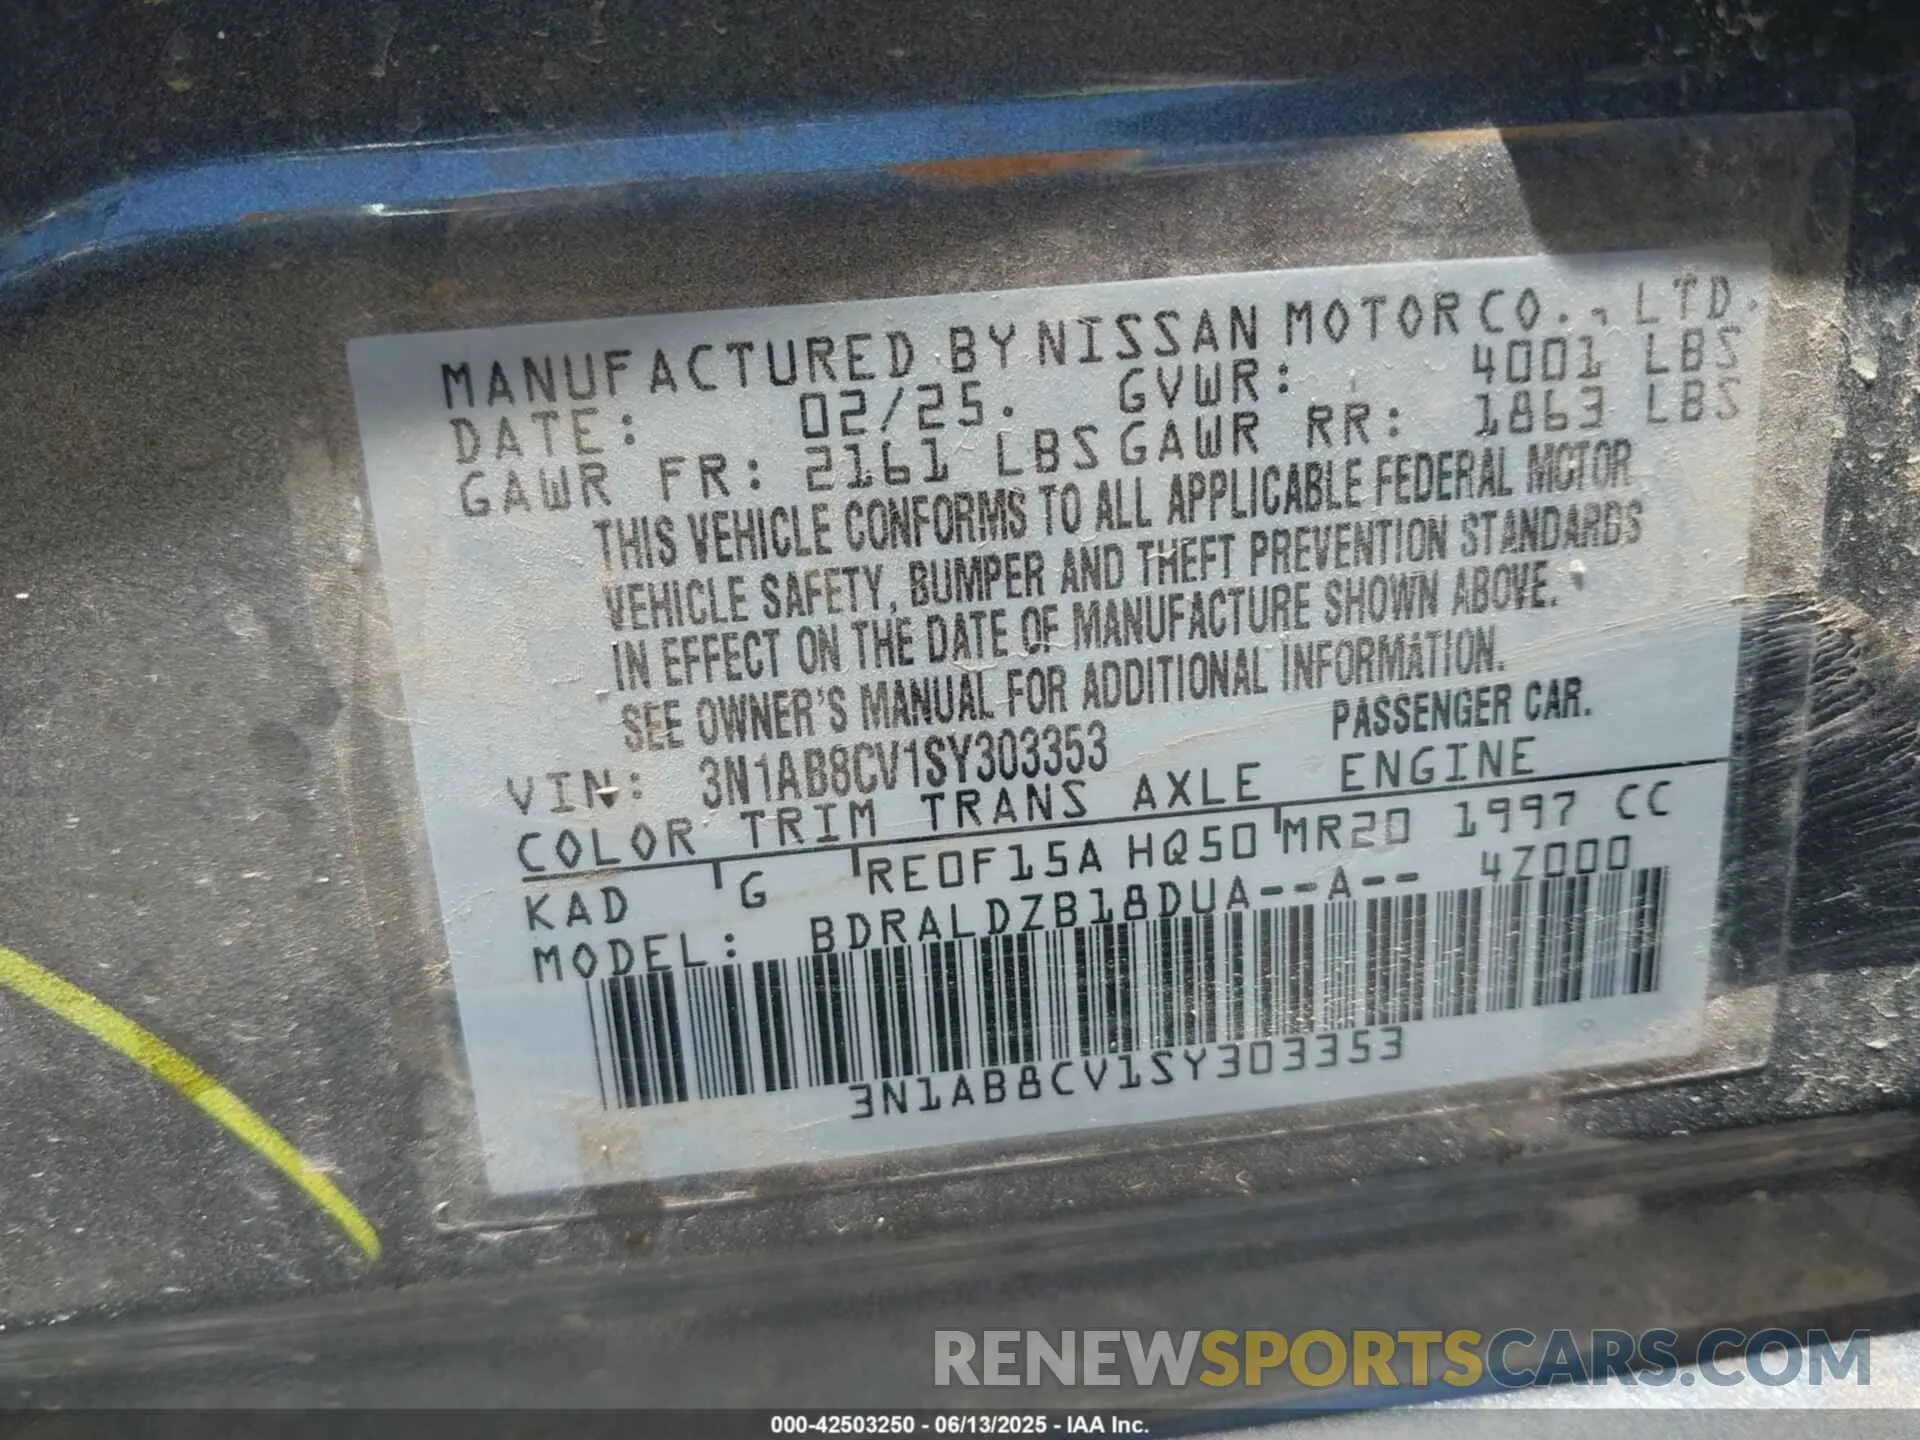 MANUFACTURED BY NISSAN MOTOR CO., LTD.
DATE: 02/25. GVWR: 4001 LBS
GAWR FR: 2161 LBS GAWR RR: 1863 LBS
THIS VEHICLE CONFORMS TO ALL APPLICABLE FEDERAL MOTOR
VEHICLE SAFETY, BUMPER AND THEFT PREVENTION STANDARDS
IN EFFECT ON THE DATE OF MANUFACTURE SHOWN ABOVE.
SEE OWNER'S MANUAL FOR ADDITIONAL INFORMATION.
VIN: 3N1AB8CV1SY303353 PASSENGER CAR.
COLOR TRIM TRANS AXLE ENGINE
KAD G RE0F15A HQ50 MR20 1997 CC
MODEL: BDRALDZB18DUA--A-- 4Z000
3N1AB8CV1SY303353
RENEWSPORTSCARS.COM
000-42503250 - 06/13/2025 - IAA Inc.